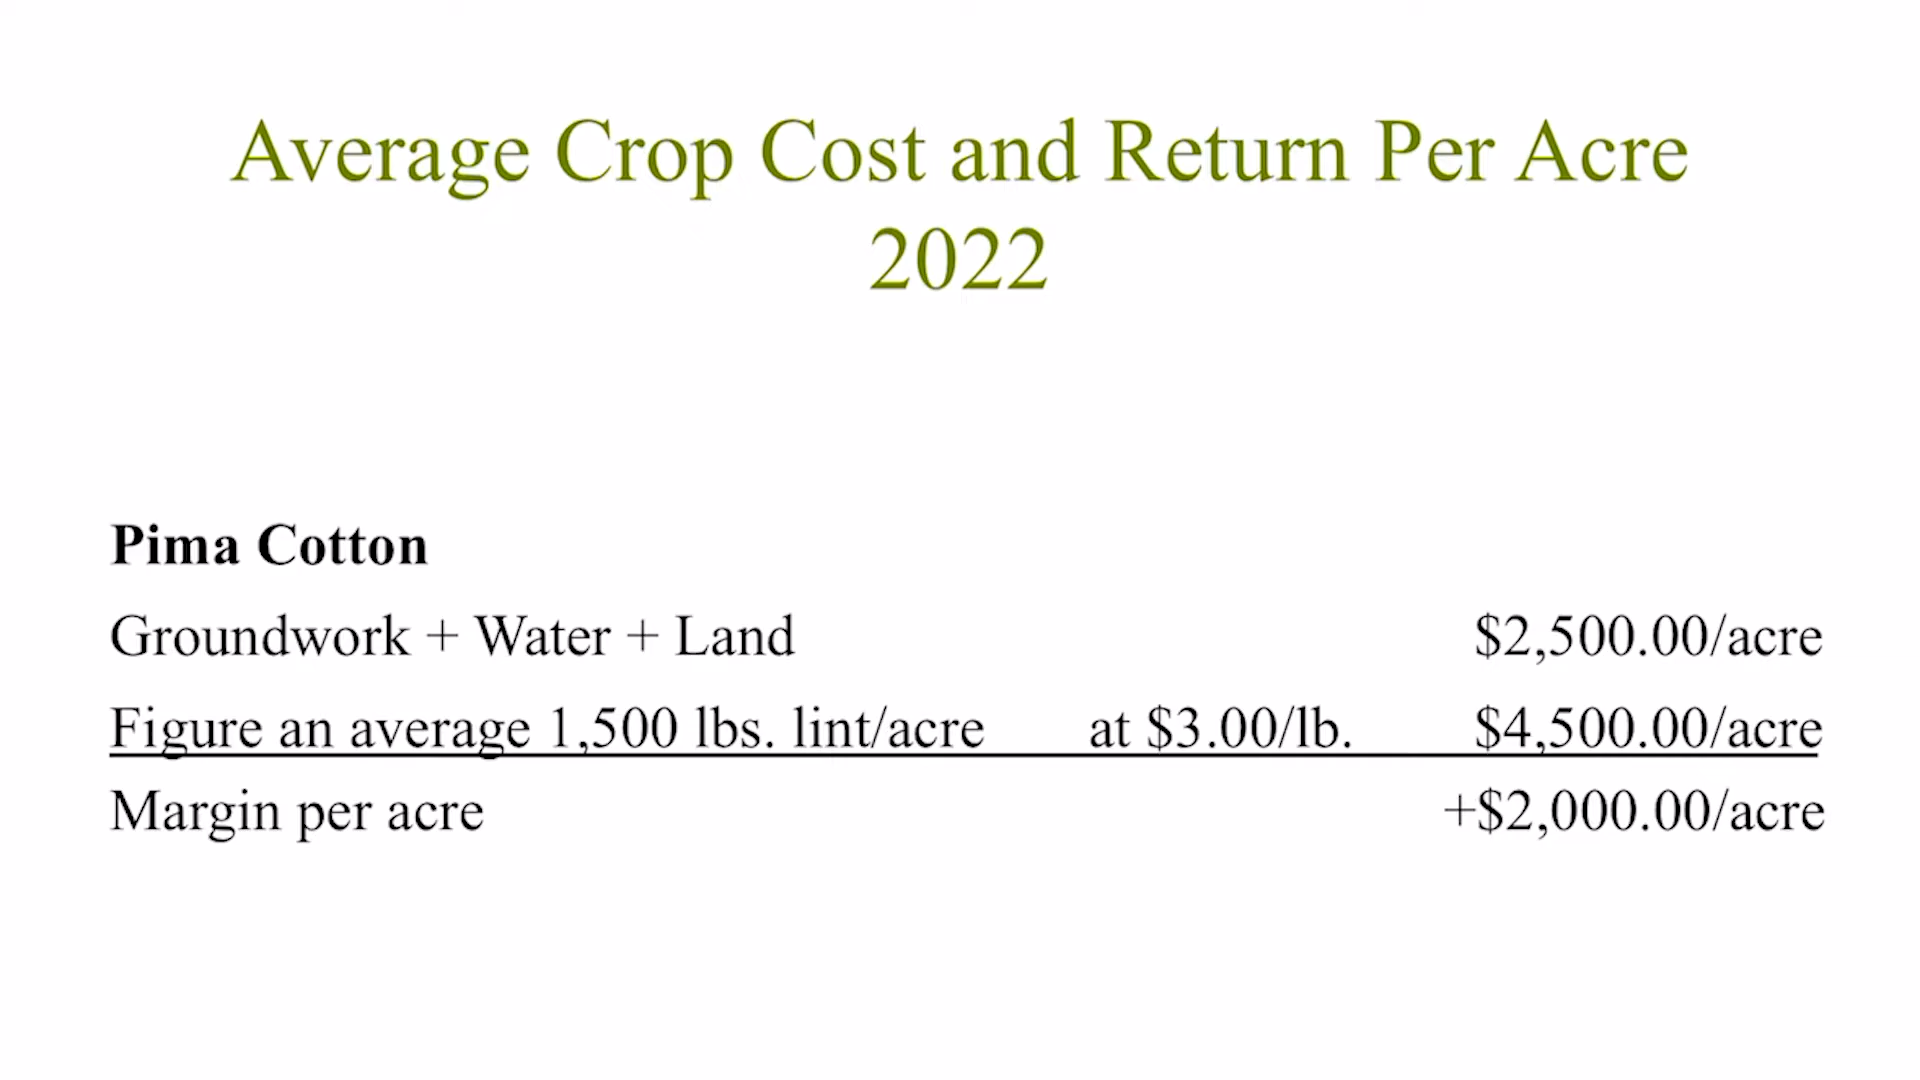 Average Crop Cost and Return Per Acre
2022
Pima Cotton
Groundwork + Water + Land $2,500.00/acre
Figure an average 1,500 lbs. lint/acre at $3.00/lb. $4,500.00/acre
Margin per acre +$2,000.00/acre